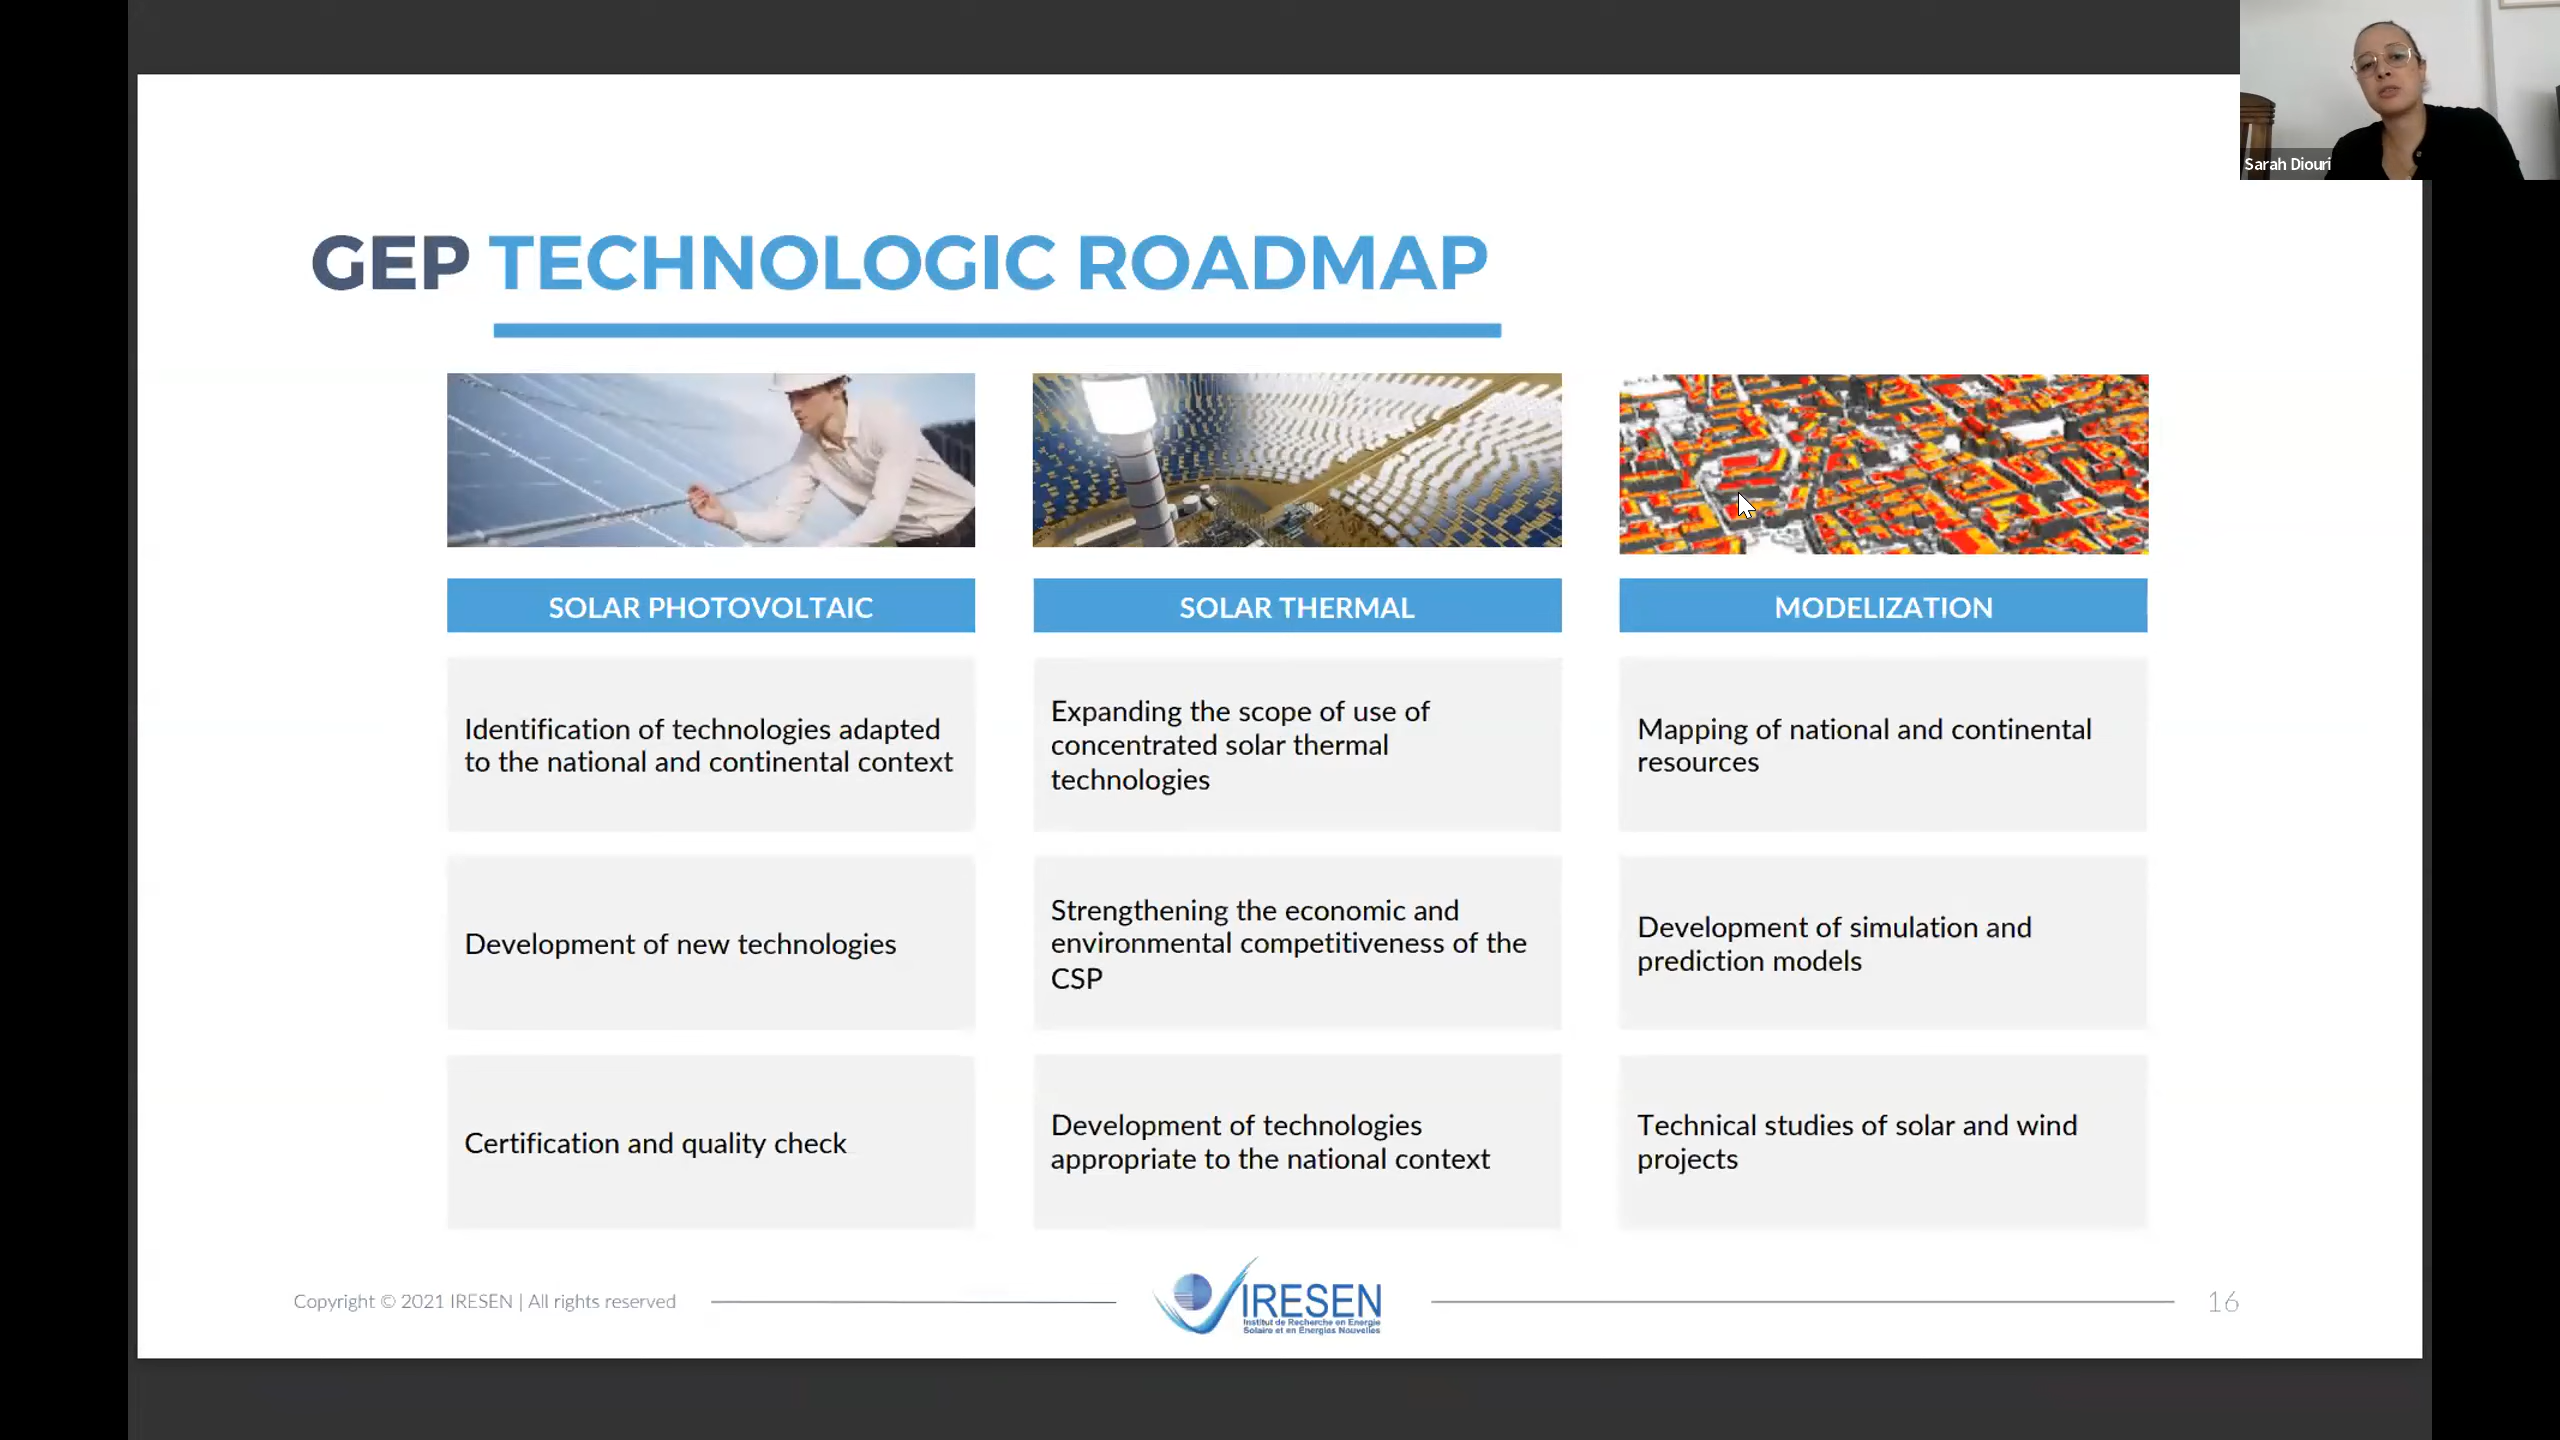 Sarah Diouri
GEP TECHNOLOGIC ROADMAP
SOLAR PHOTOVOLTAIC
Identification of technologies adapted
to the national and continental context
Development of new technologies
Certification and quality check
SOLAR THERMAL
Expanding the scope of use of
concentrated solar thermal
technologies
Strengthening the economic and
environmental competitiveness of the
CSP
Development of technologies
appropriate to the national context
MODELIZATION
Mapping of national and continental
resources
Development of simulation and
prediction models
Technical studies of solar and wind
projects
Copyright © 2021 IRESEN | All rights reserved
IRESEN
Institut de Recherche en Energie
Solaire et en Energies Nouvelles
16